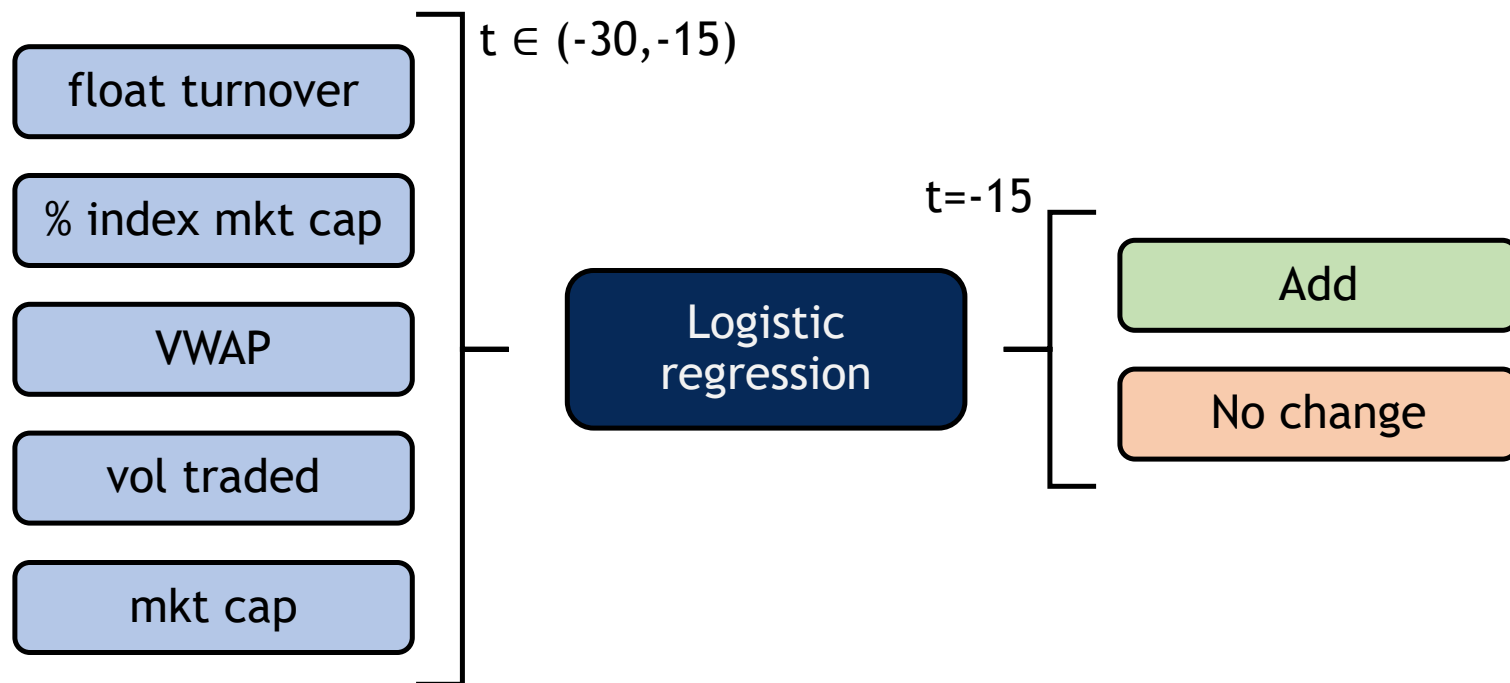 t ∈ (-30,-15)
float turnover
% index mkt cap
VWAP
vol traded
mkt cap
Logistic
regression
t=-15
Add
No change